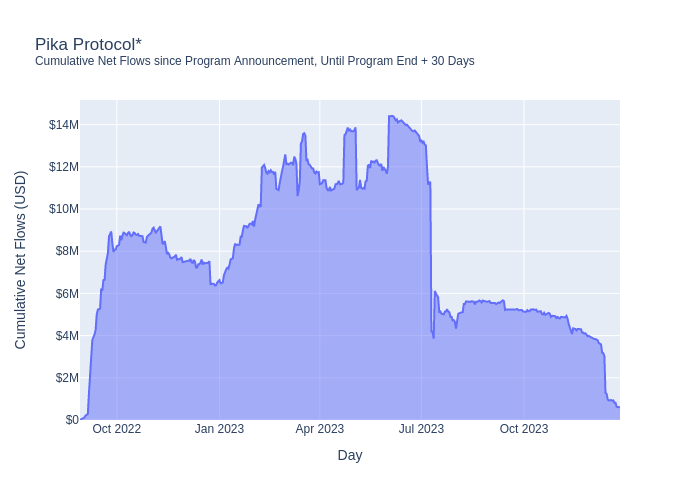 Pika Protocol*
Cumulative Net Flows since Program Announcement, Until Program End + 30 Days
Cumulative Net Flows (USD)
$14M
$12M
$10M
$8M
$6M
$4M
$2M
$0
Oct 2022
Jan 2023
Apr 2023
Jul 2023
Oct 2023
Day